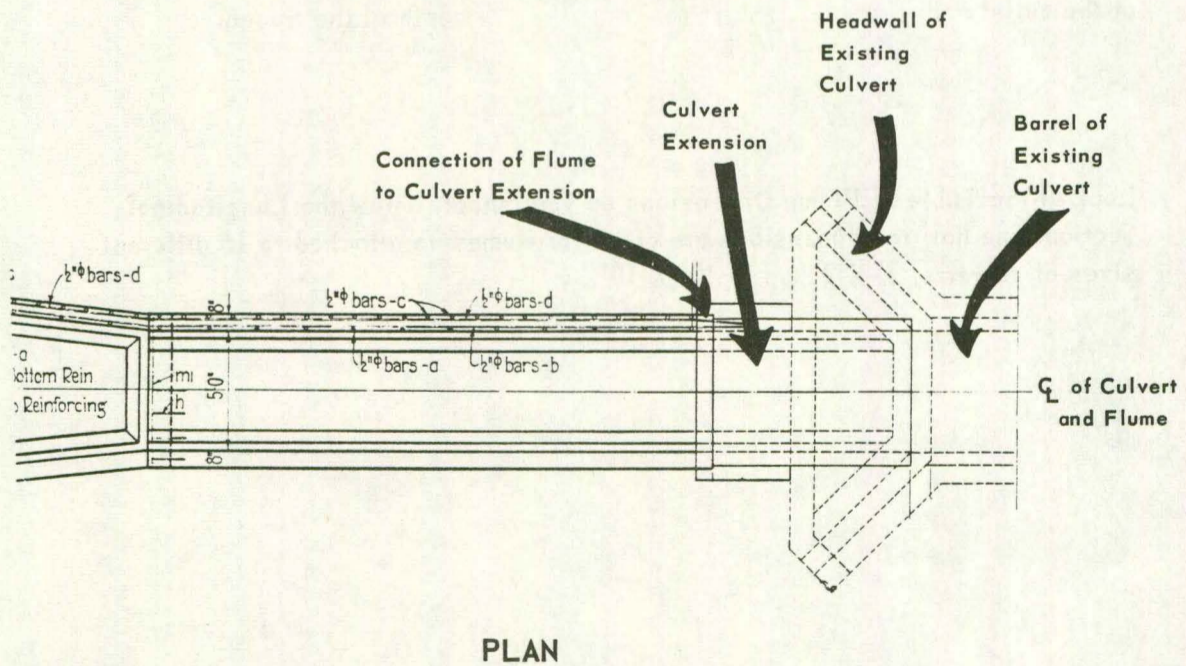 Headwall of
Existing
Culvert
Culvert
Extension
Barrel of
Existing
Culvert
Connection of Flume
to Culvert Extension
½"φ bars-d
½"φ bars-c
½"φ bars-d
8"
½"φ bars-a
½"φ bars-b
-a
Bottom Rein
Reinforcing
m1
h
5'0"
8"
℄ of Culvert
and Flume
PLAN